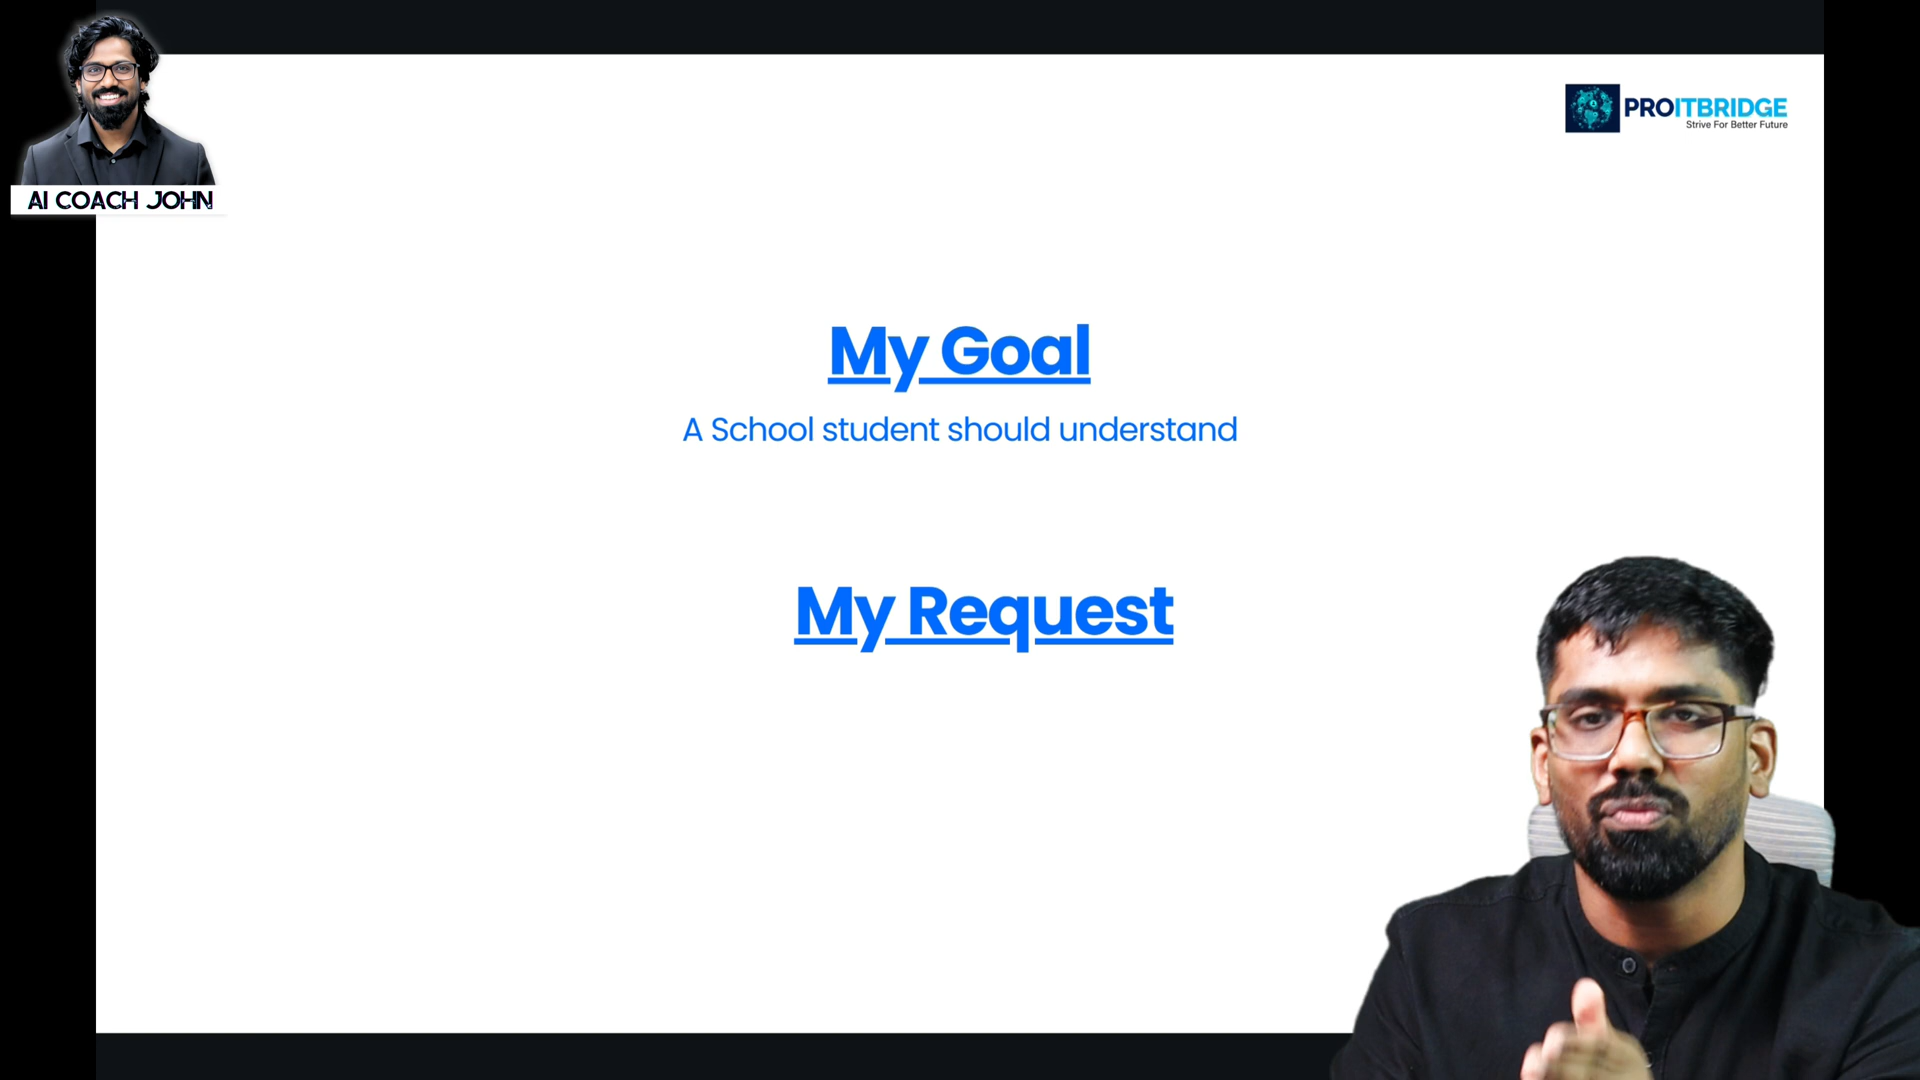 AI COACH JOHN
PROITBRIDGE
Strive For Better Future
My Goal
A School student should understand
My Request